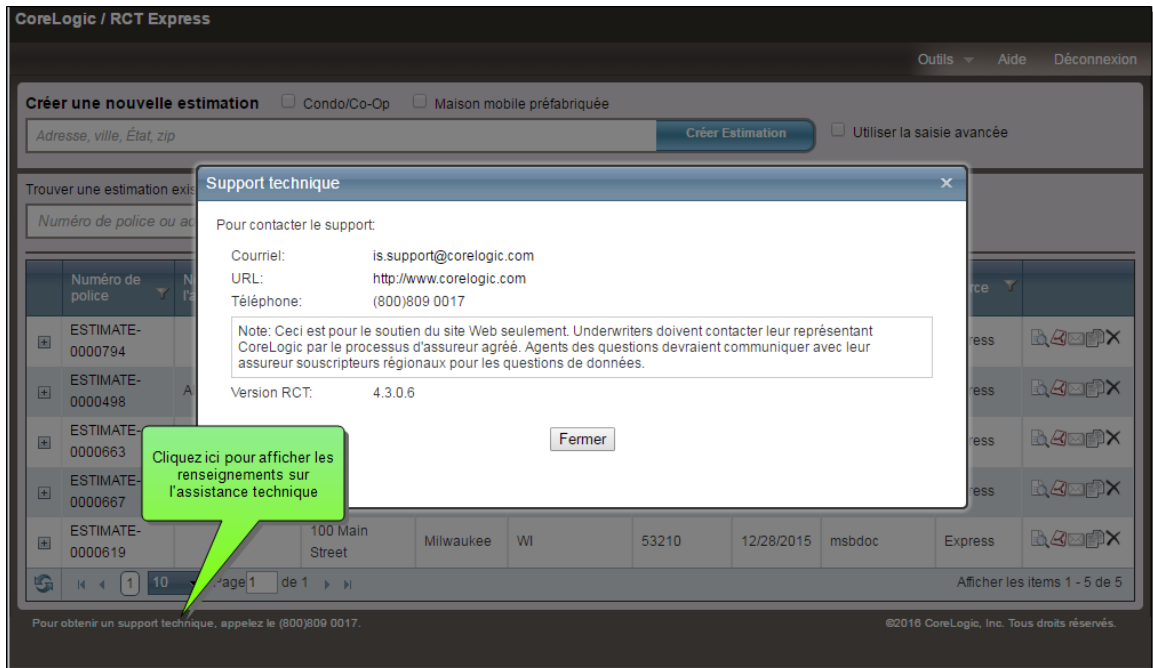 CoreLogic / RCT Express
Outils Aide Déconnexion
Créer une nouvelle estimation Condo/Co-Op Maison mobile préfabriquée
Adresse, ville, État, zip
Créer Estimation
Utiliser la saisie avancée
Trouver une estimation
Numéro de police ou
Support technique
Pour contacter le support:
Courriel: is.support@corelogic.com
URL: http://www.corelogic.com
Téléphone: (800)809 0017
Note: Ceci est pour le soutien du site Web seulement. Underwriters doivent contacter leur représentant
CoreLogic par le processus d'assureur agréé. Agents des questions devraient communiquer avec leur
assureur souscripteurs régionaux pour les questions de données.
Version RCT: 4.3.0.6
Fermer
Numéro de
police
ESTIMATE-
0000794
ESTIMATE-
0000498
ESTIMATE-
0000663
ESTIMATE-
0000667
Cliquez ici pour afficher les
renseignements sur
l'assistance technique
ESTIMATE-
0000619
100 Main
Street
Milwaukee WI 53210 12/28/2015 msbdoc Express
1 10 Page 1 de 1
Afficher les items 1 - 5 de 5
Pour obtenir un support technique, appelez le (800)809 0017.
©2016 CoreLogic, Inc. Tous droits réservés.